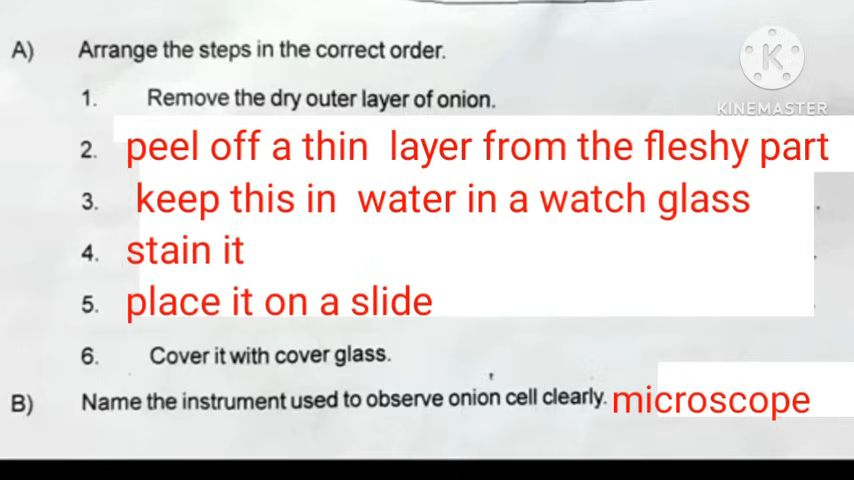 A) Arrange the steps in the correct order.
K
KINEMASTER
1. Remove the dry outer layer of onion.
2. peel off a thin layer from the fleshy part
3. keep this in water in a watch glass
4. stain it
5. place it on a slide
6. Cover it with cover glass.
B) Name the instrument used to observe onion cell clearly. microscope